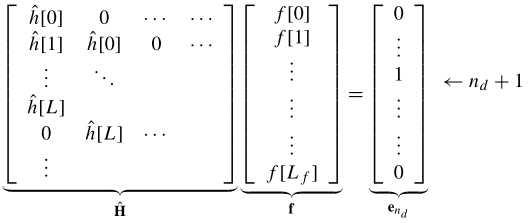 ĥ[0] 0 ⋯ ⋯ f[0] 0
ĥ[1] ĥ[0] 0 ⋯ f[1] ⋮
⋮ ⋱ ⋮ 1 ← n_d + 1
ĥ[L] ⋮ = ⋮
0 ĥ[L] ⋯ ⋮ ⋮
⋮ f[L_f] 0
Ĥ f e_{n_d}